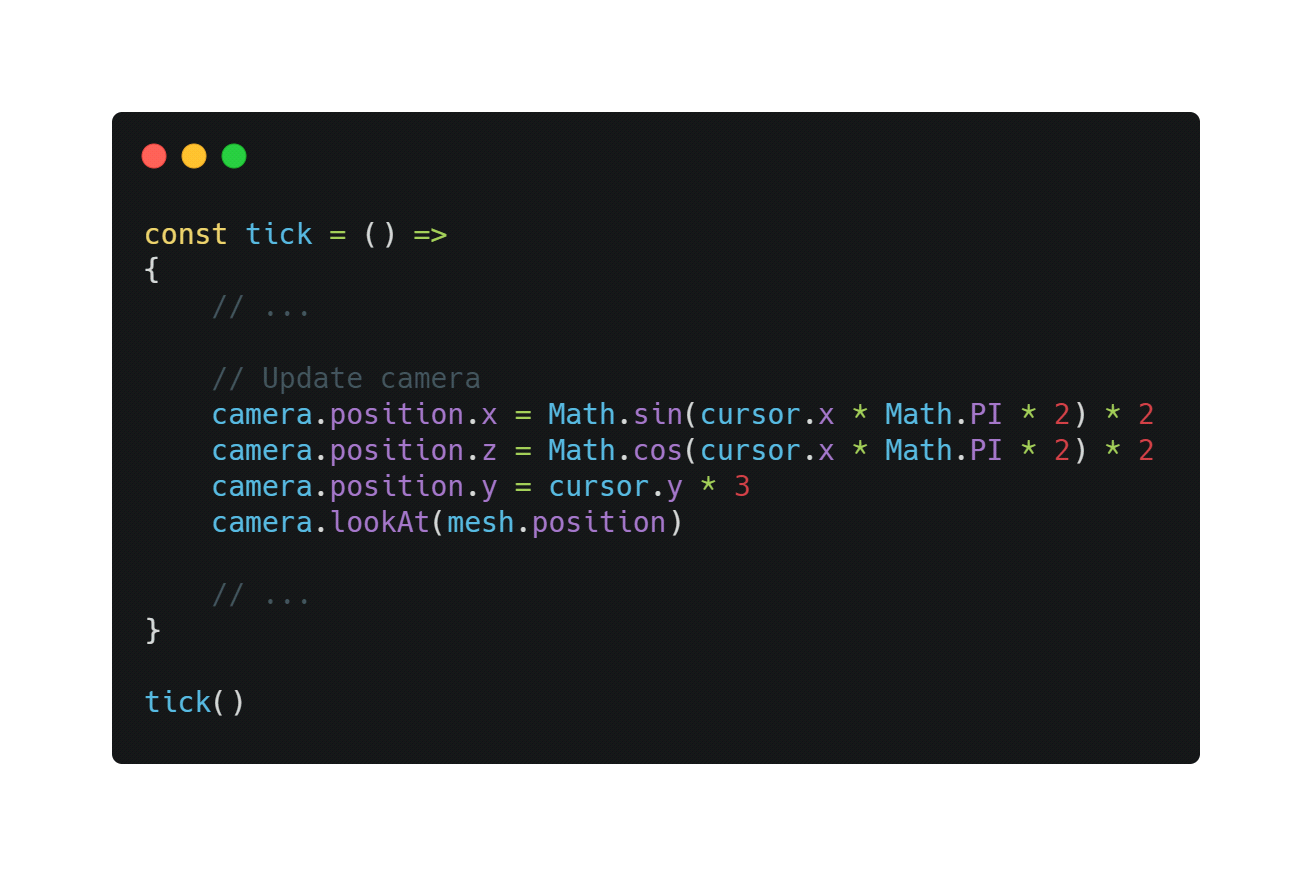 const tick = () =>
{
    // ...

    // Update camera
    camera.position.x = Math.sin(cursor.x * Math.PI * 2) * 2
    camera.position.z = Math.cos(cursor.x * Math.PI * 2) * 2
    camera.position.y = cursor.y * 3
    camera.lookAt(mesh.position)

    // ...
}

tick()